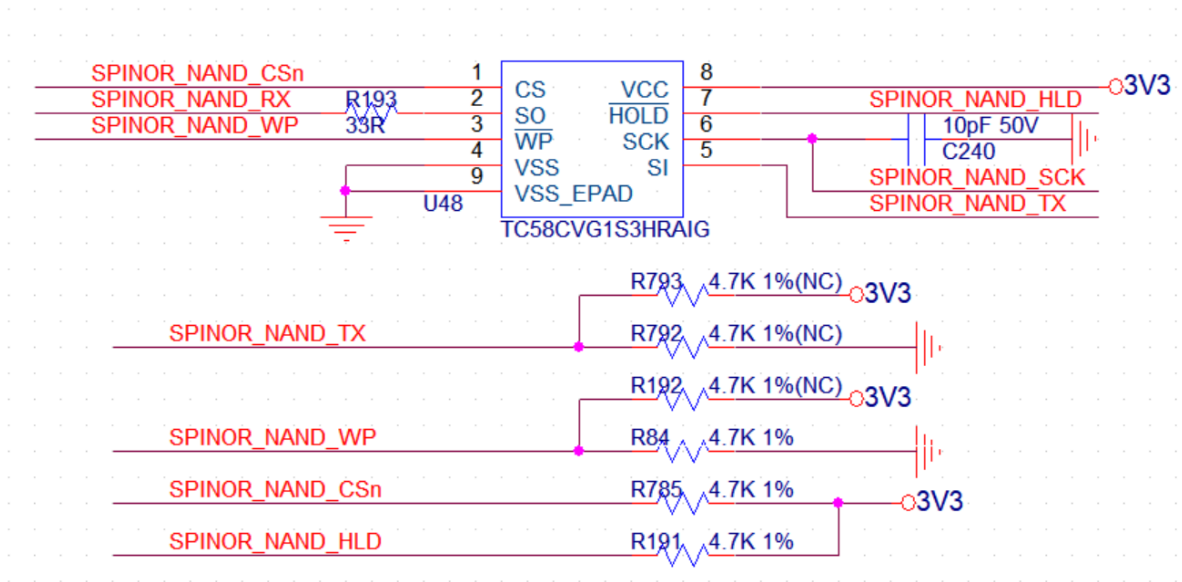 SPINOR_NAND_CSn 1 CS VCC 8 3V3
SPINOR_NAND_RX R193 2 SO HOLD 7 SPINOR_NAND_HLD
SPINOR_NAND_WP 33R 3 WP SCK 6 10pF 50V
C240
4 VSS SI 5
9 VSS_EPAD SPINOR_NAND_SCK
U48 SPINOR_NAND_TX
TC58CVG1S3HRAIG
R793 4.7K 1%(NC) 3V3
SPINOR_NAND_TX R792 4.7K 1%(NC)
R192 4.7K 1%(NC) 3V3
SPINOR_NAND_WP R84 4.7K 1%
SPINOR_NAND_CSn R785 4.7K 1% 3V3
SPINOR_NAND_HLD R191 4.7K 1%